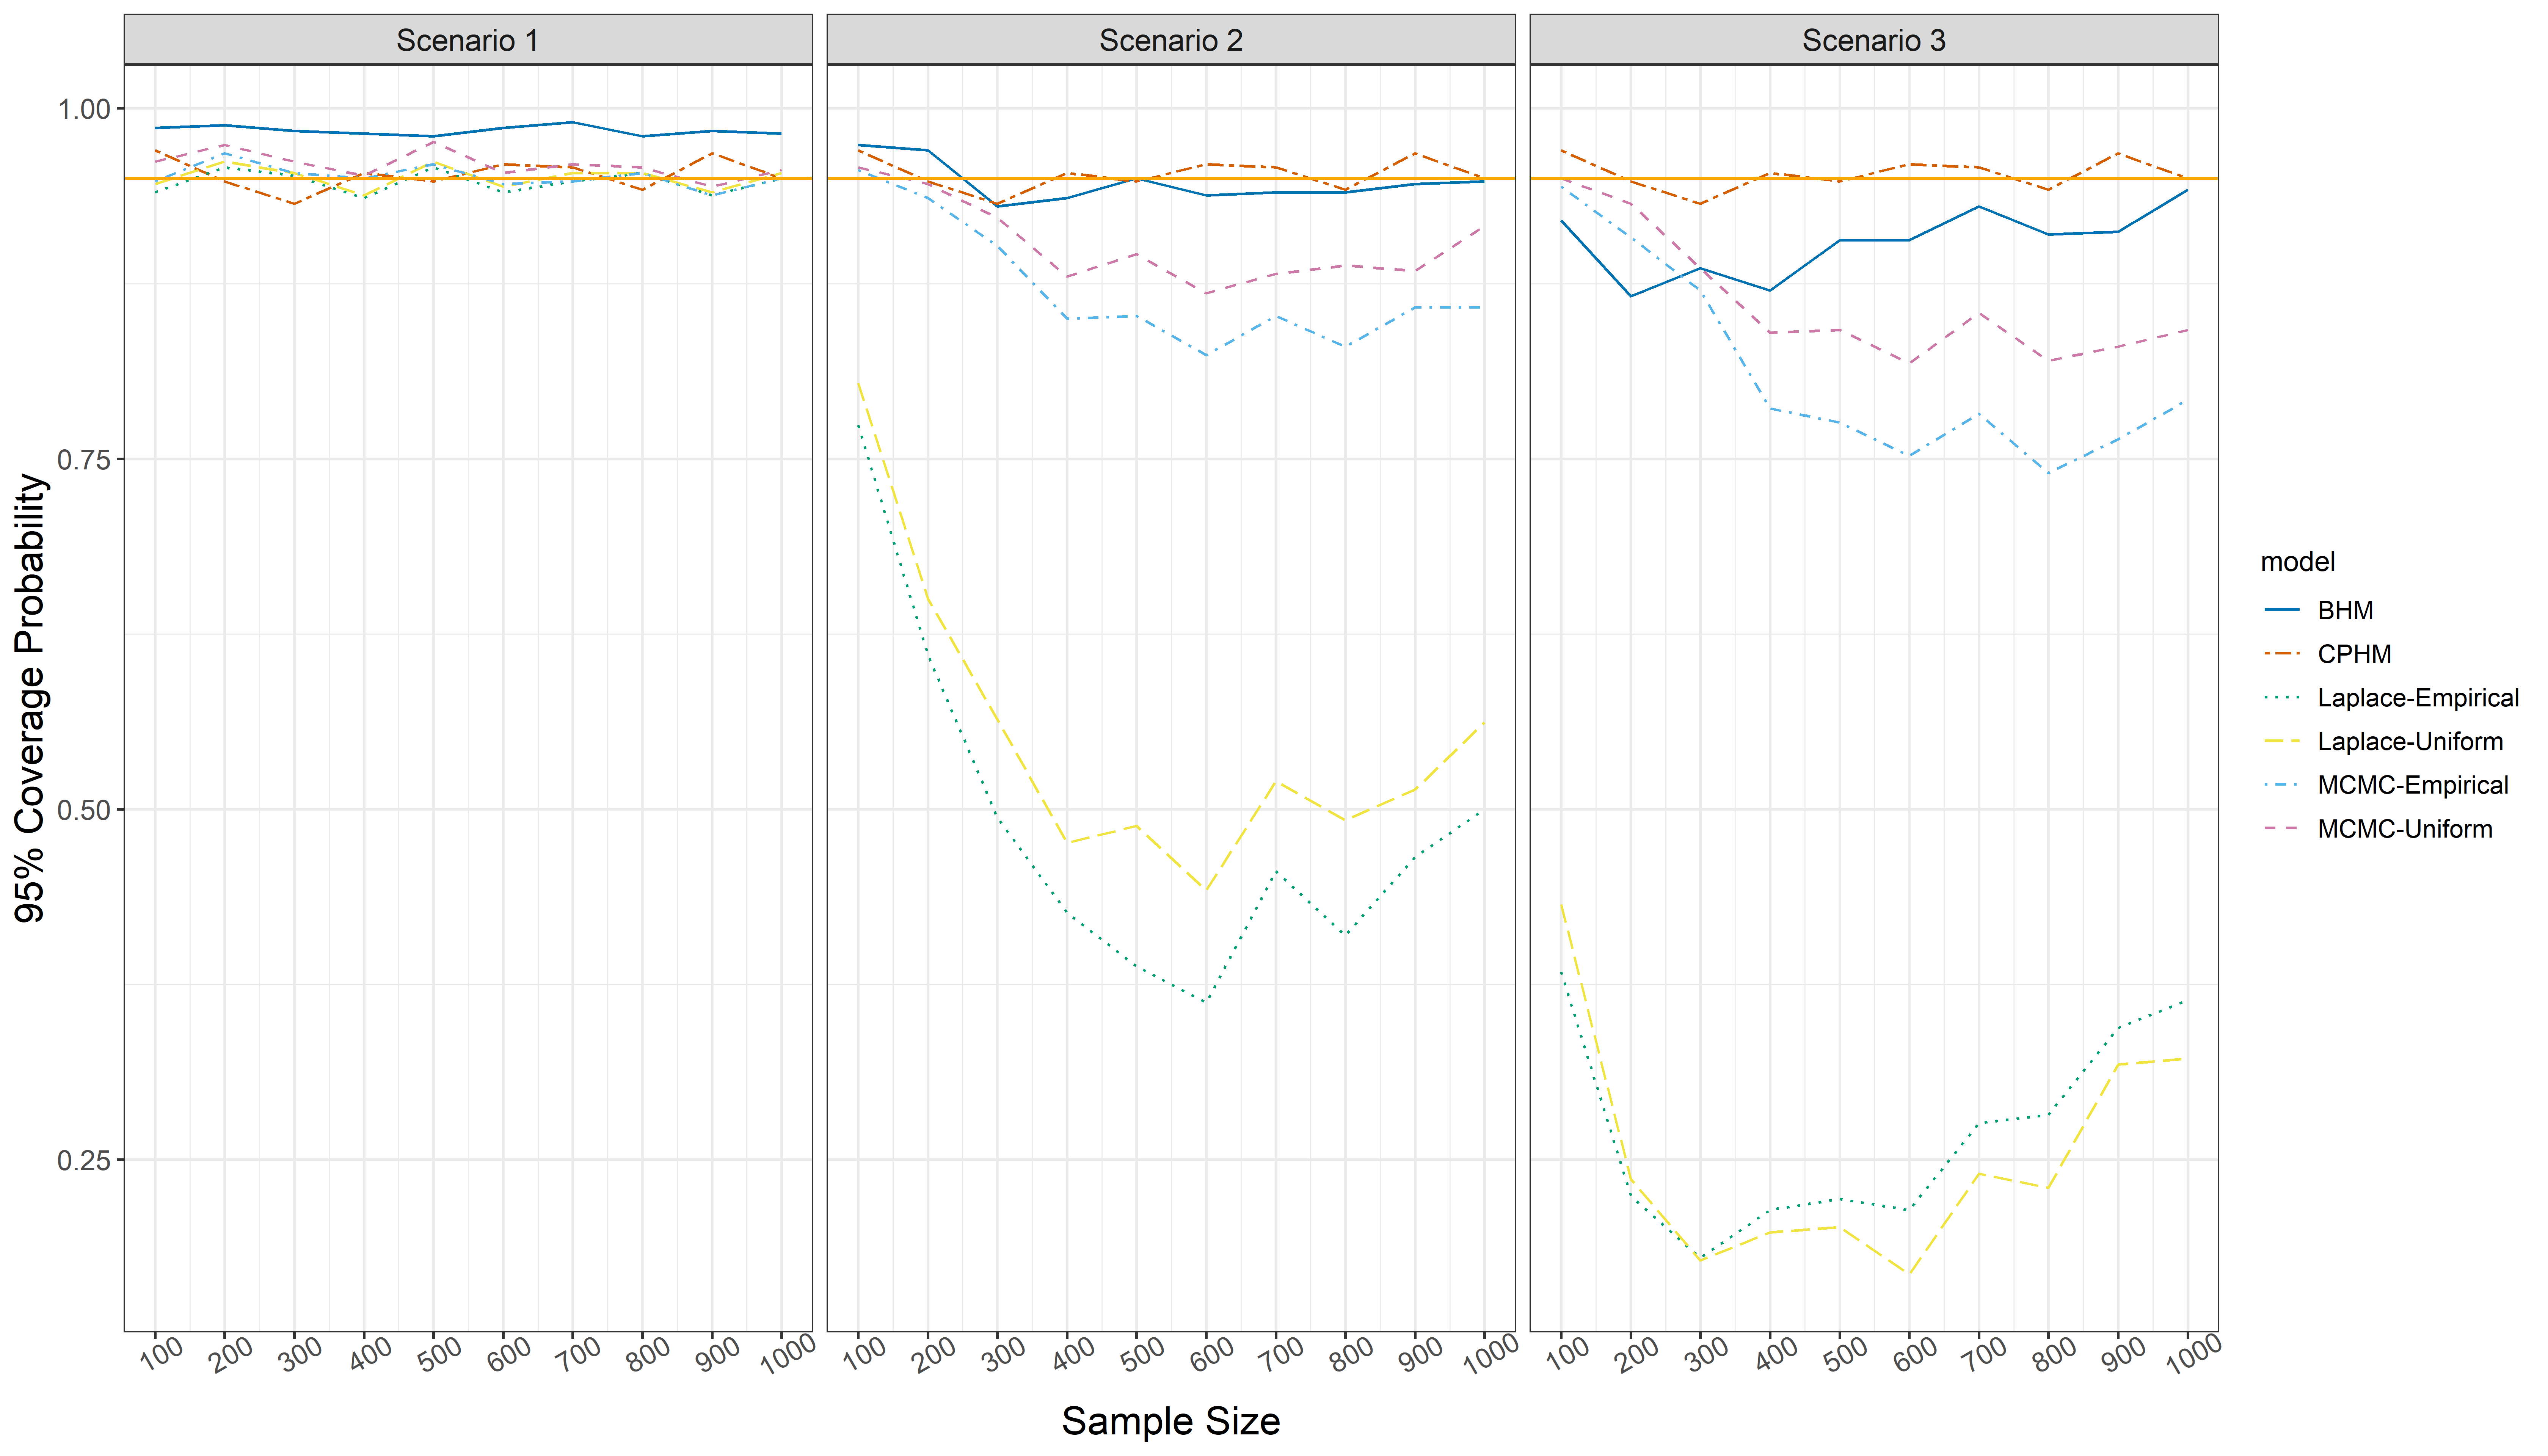 Scenario 1
Scenario 2
Scenario 3
95% Coverage Probability
1.00
0.75
0.50
0.25
100 200 300 400 500 600 700 800 900 1000
100 200 300 400 500 600 700 800 900 1000
100 200 300 400 500 600 700 800 900 1000
Sample Size
model
BHM
CPHM
Laplace-Empirical
Laplace-Uniform
MCMC-Empirical
MCMC-Uniform